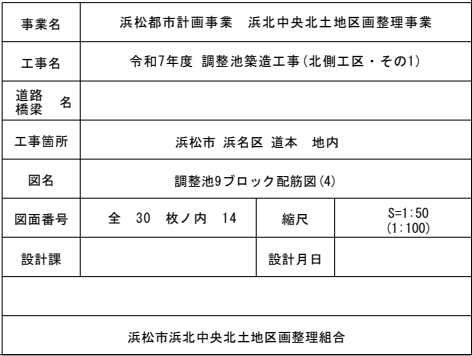 事業名 浜松都市計画事業 浜北中央北土地区画整理事業
工事名 令和7年度 調整池築造工事(北側工区・その1)
道路
橋梁 名
工事箇所 浜松市 浜名区 道本 地内
図名 調整池9ブロック配筋図(4)
図面番号 全 30 枚ノ内 14 縮尺 S=1:50
(1:100)
設計課 設計月日
浜松市浜北中央北土地区画整理組合